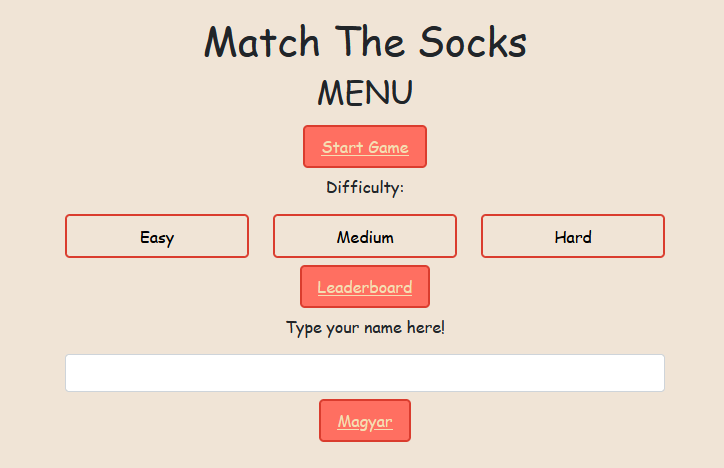 Match The Socks
MENU
Start Game
Difficulty:
Easy Medium Hard
Leaderboard
Type your name here!
Magyar